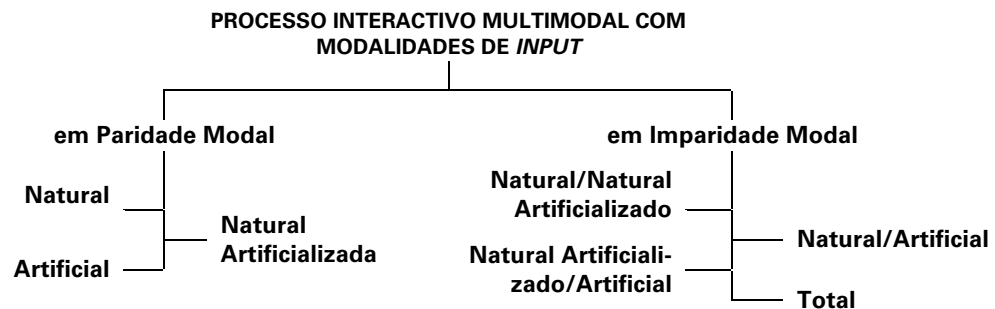 PROCESSO INTERACTIVO MULTIMODAL COM
MODALIDADES DE INPUT
em Paridade Modal
Natural
Natural
Artificializada
Artificial
em Imparidade Modal
Natural/Natural
Artificializado
Natural/Artificial
Natural Artificiali-
zado/Artificial
Total